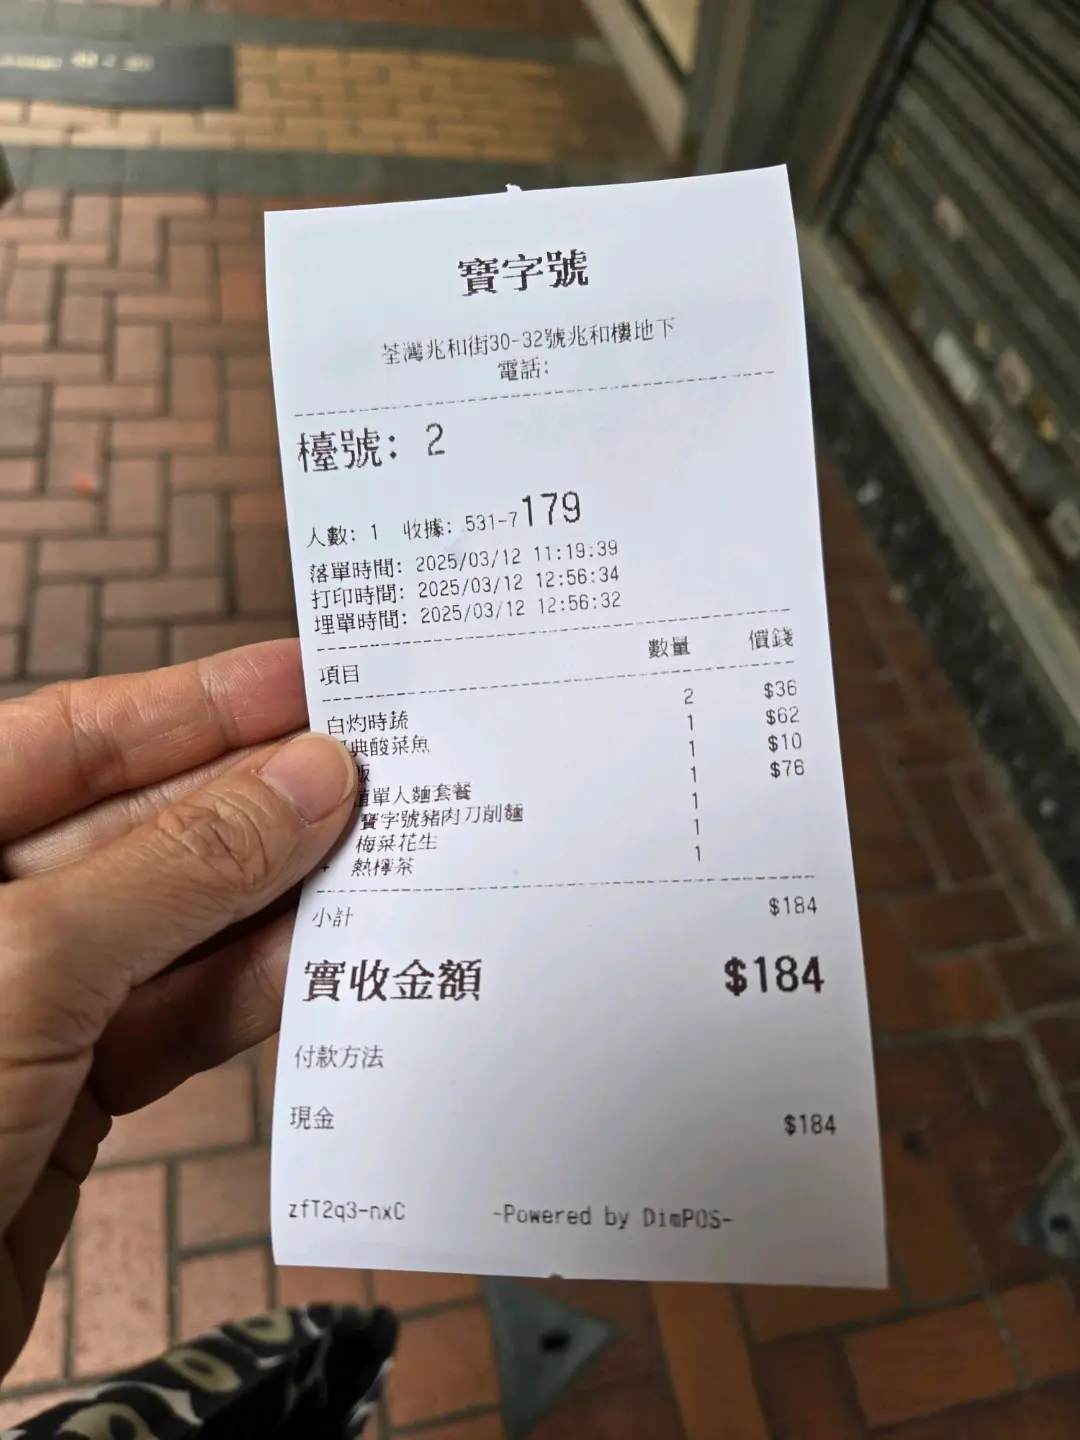 寶字號
荃灣兆和街30-32號兆和樓地下
電話:
檯號: 2
人數: 1 收據: 531-7179
落單時間: 2025/03/12 11:19:39
打印時間: 2025/03/12 12:56:34
埋單時間: 2025/03/12 12:56:32
項目 數量 價錢
白灼時蔬 2 $36
典酸菜魚 1 $62
飯 1 $10
值單人麵套餐 1 $76
寶字號豬肉刀削麵 1
梅菜花生 1
+ 熱檸茶 1
小計 $184
實收金額 $184
付款方法
現金 $184
zfT2q3-nxC -Powered by DimPOS-